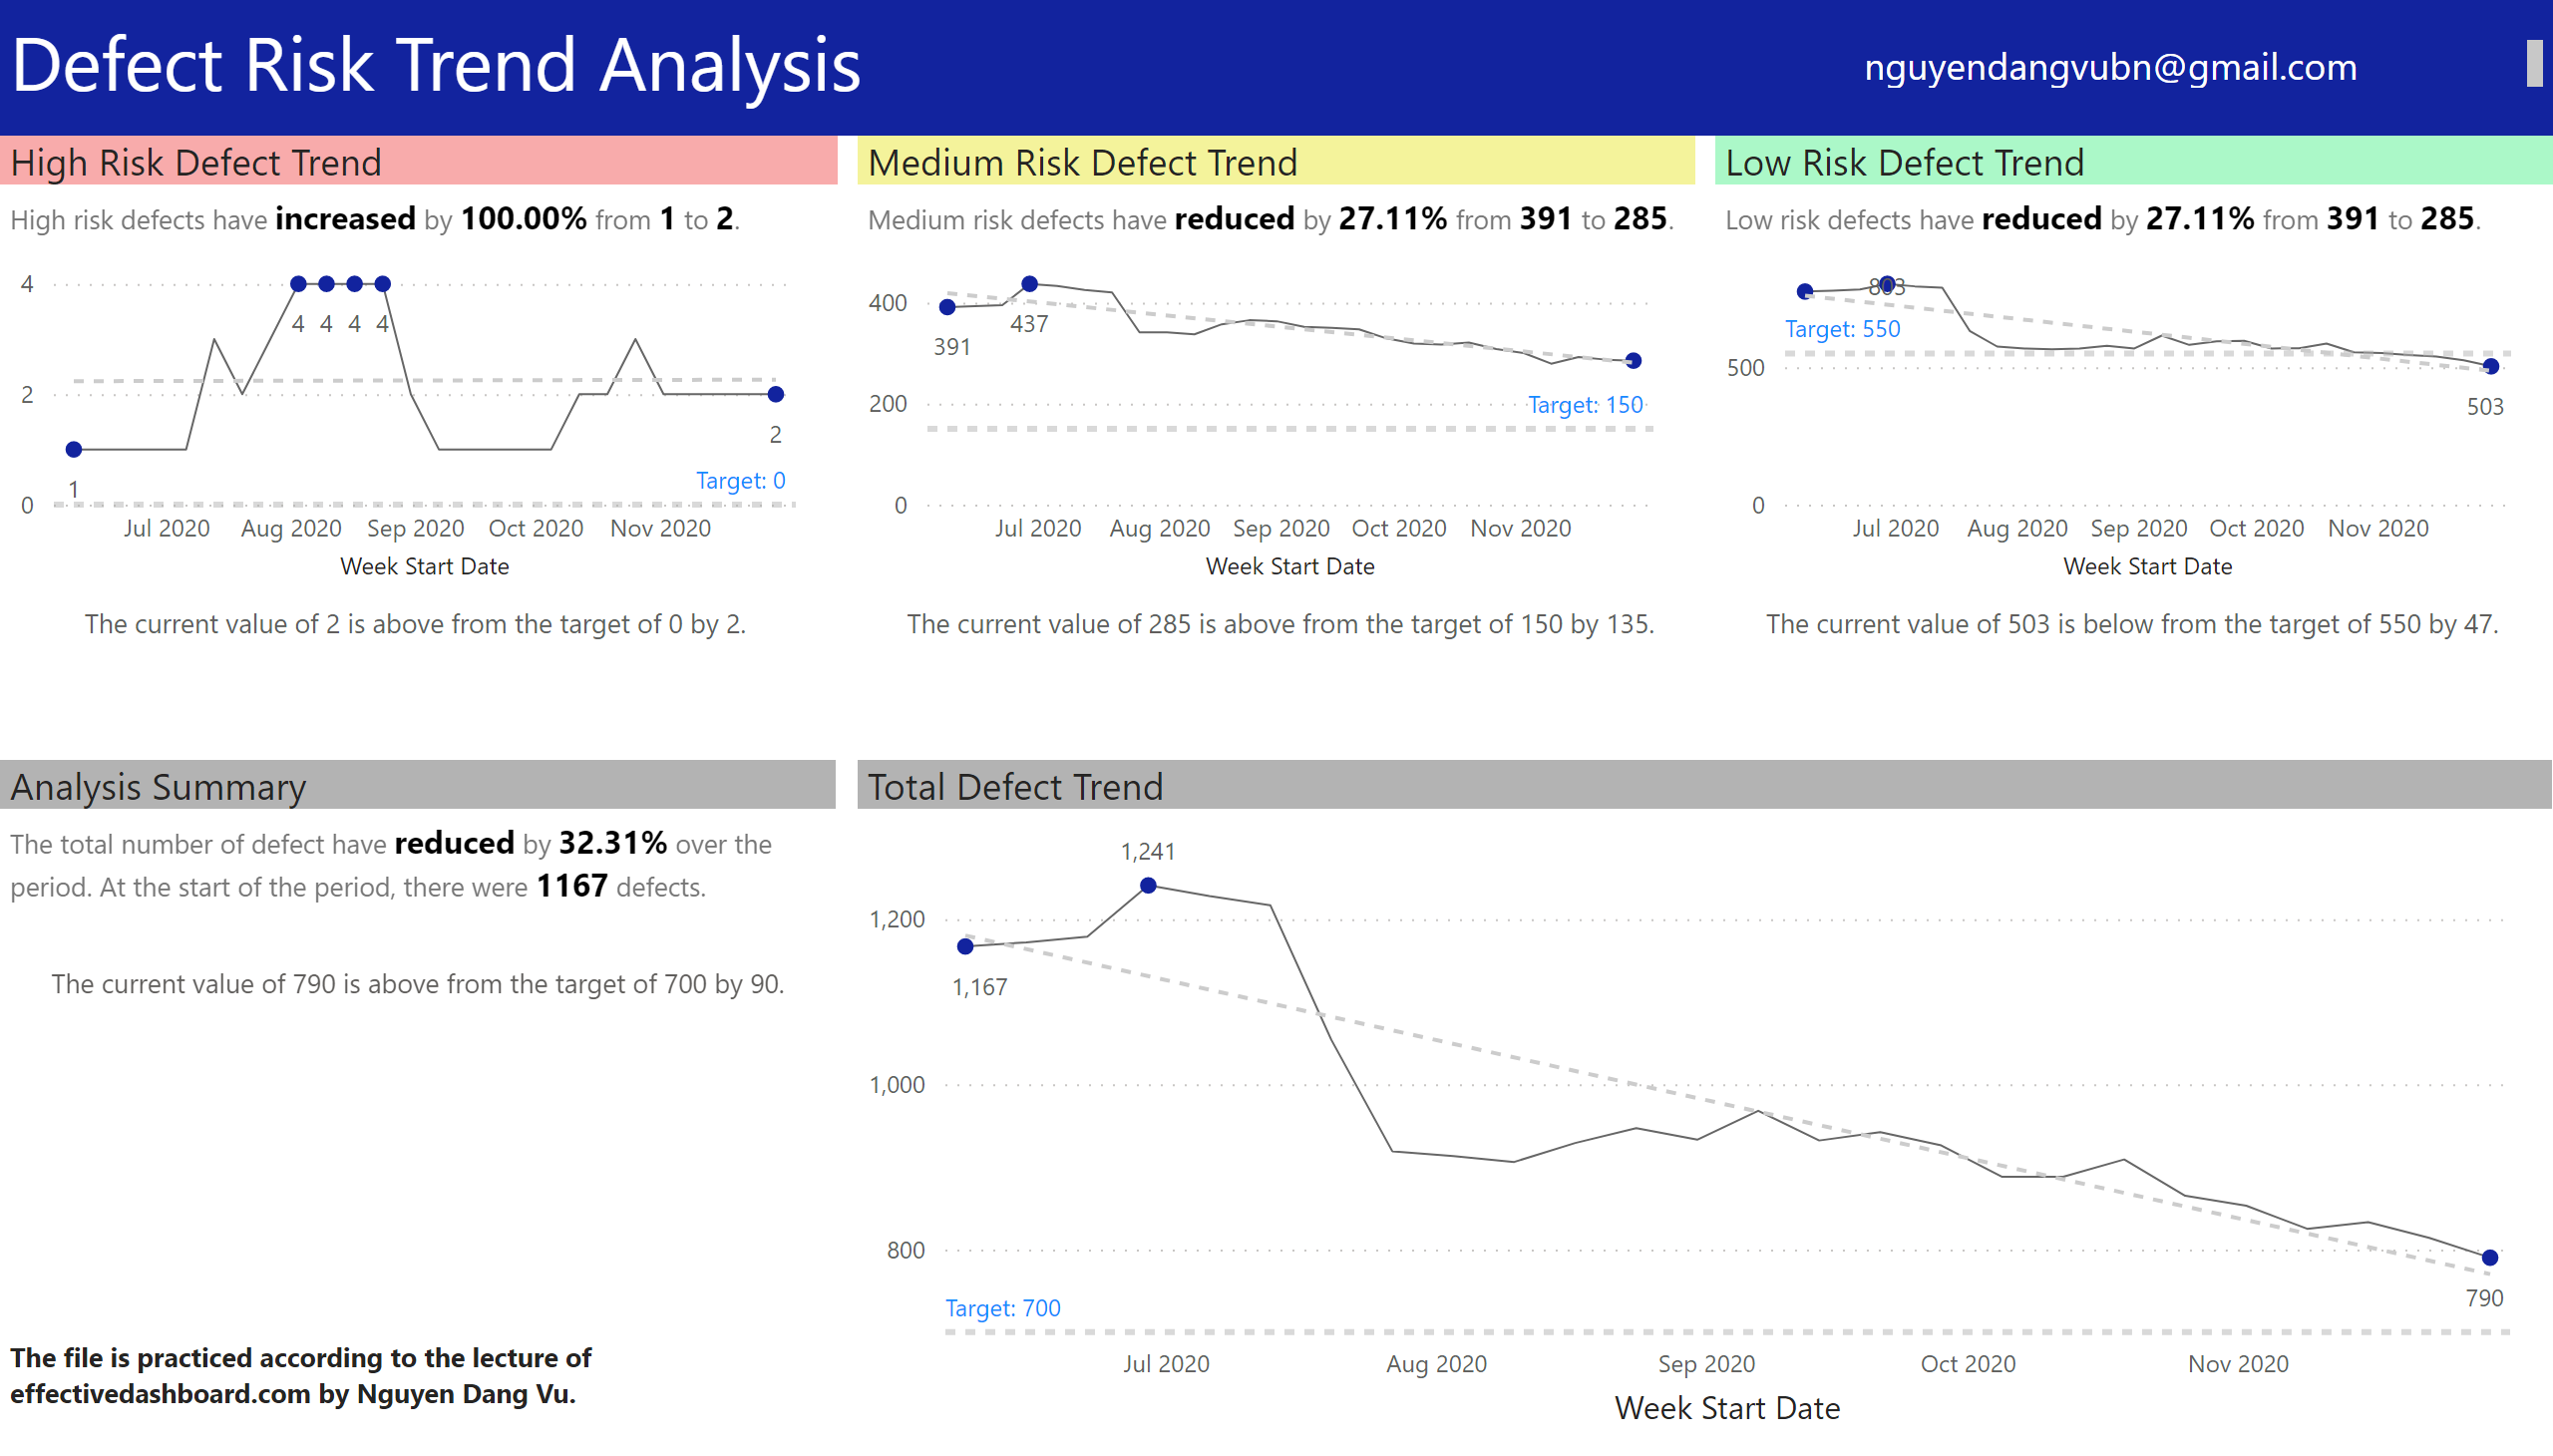 Defect Risk Trend Analysis
nguyendangvubn@gmail.com
High Risk Defect Trend
High risk defects have increased by 100.00% from 1 to 2.
4
2
0
4 4 4 4
1
2
Target: 0
Jul 2020 Aug 2020 Sep 2020 Oct 2020 Nov 2020
Week Start Date
The current value of 2 is above from the target of 0 by 2.
Medium Risk Defect Trend
Medium risk defects have reduced by 27.11% from 391 to 285.
400
200
0
391
437
Target: 150
Jul 2020 Aug 2020 Sep 2020 Oct 2020 Nov 2020
Week Start Date
The current value of 285 is above from the target of 150 by 135.
Low Risk Defect Trend
Low risk defects have reduced by 27.11% from 391 to 285.
803
Target: 550
500
503
0
Jul 2020 Aug 2020 Sep 2020 Oct 2020 Nov 2020
Week Start Date
The current value of 503 is below from the target of 550 by 47.
Analysis Summary
The total number of defect have reduced by 32.31% over the
period. At the start of the period, there were 1167 defects.
The current value of 790 is above from the target of 700 by 90.
The file is practiced according to the lecture of
effectivedashboard.com by Nguyen Dang Vu.
Total Defect Trend
1,241
1,200
1,167
1,000
800
790
Target: 700
Jul 2020 Aug 2020 Sep 2020 Oct 2020 Nov 2020
Week Start Date